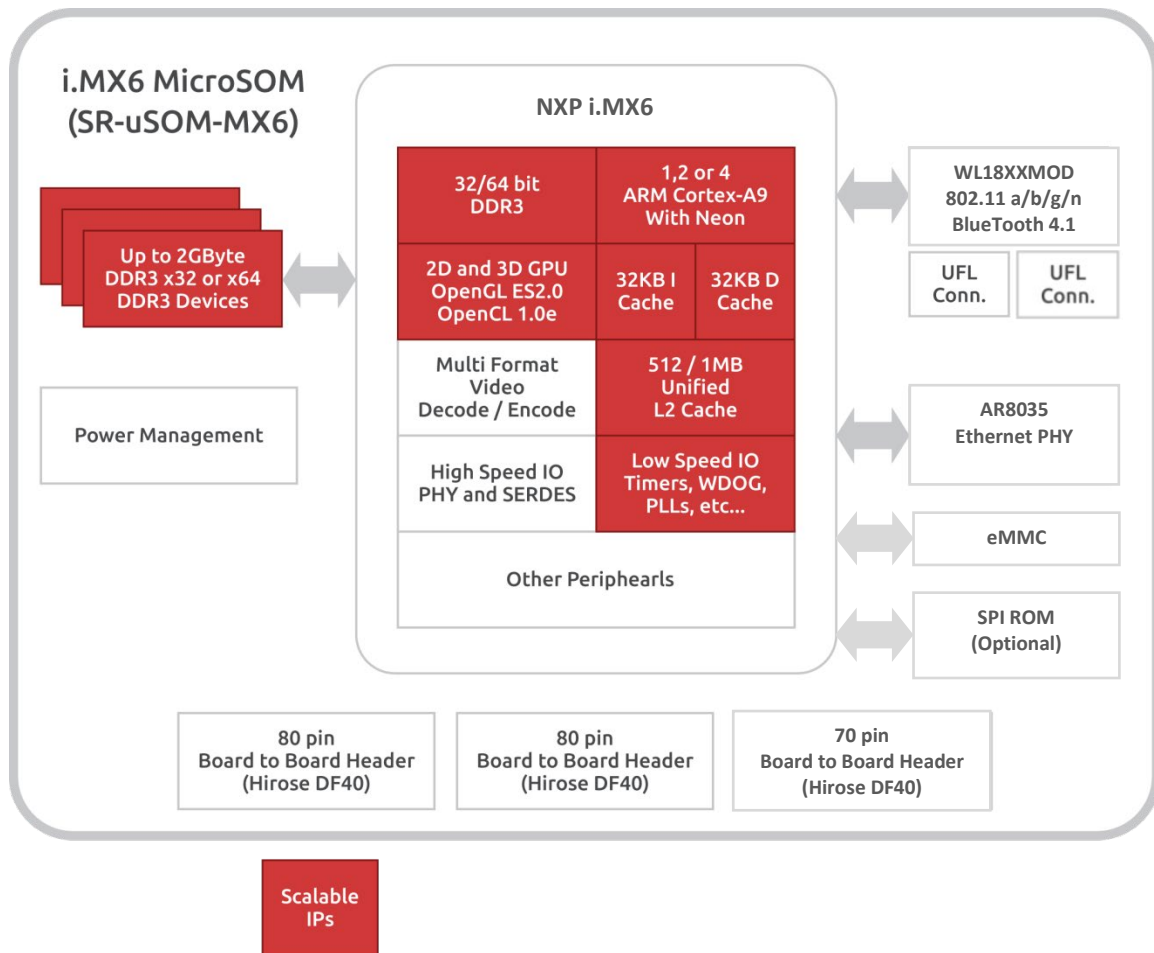 i.MX6 MicroSOM
(SR-uSOM-MX6)
NXP i.MX6
32/64 bit
DDR3
1,2 or 4
ARM Cortex-A9
With Neon
WL18XXMOD
802.11 a/b/g/n
BlueTooth 4.1
Up to 2GByte
DDR3 x32 or x64
DDR3 Devices
2D and 3D GPU
OpenGL ES2.0
OpenCL 1.0e
32KB I
Cache
32KB D
Cache
UFL
Conn.
UFL
Conn.
Multi Format
Video
Decode / Encode
512 / 1MB
Unified
L2 Cache
Power Management
AR8035
Ethernet PHY
High Speed IO
PHY and SERDES
Low Speed IO
Timers, WDOG,
PLLs, etc...
eMMC
Other Periphearls
SPI ROM
(Optional)
80 pin
Board to Board Header
(Hirose DF40)
80 pin
Board to Board Header
(Hirose DF40)
70 pin
Board to Board Header
(Hirose DF40)
Scalable
IPs